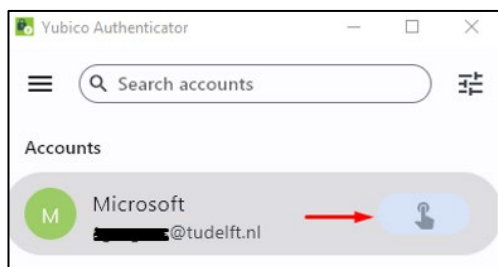 Yubico Authenticator
Search accounts
Accounts
M
Microsoft
@tudelft.nl